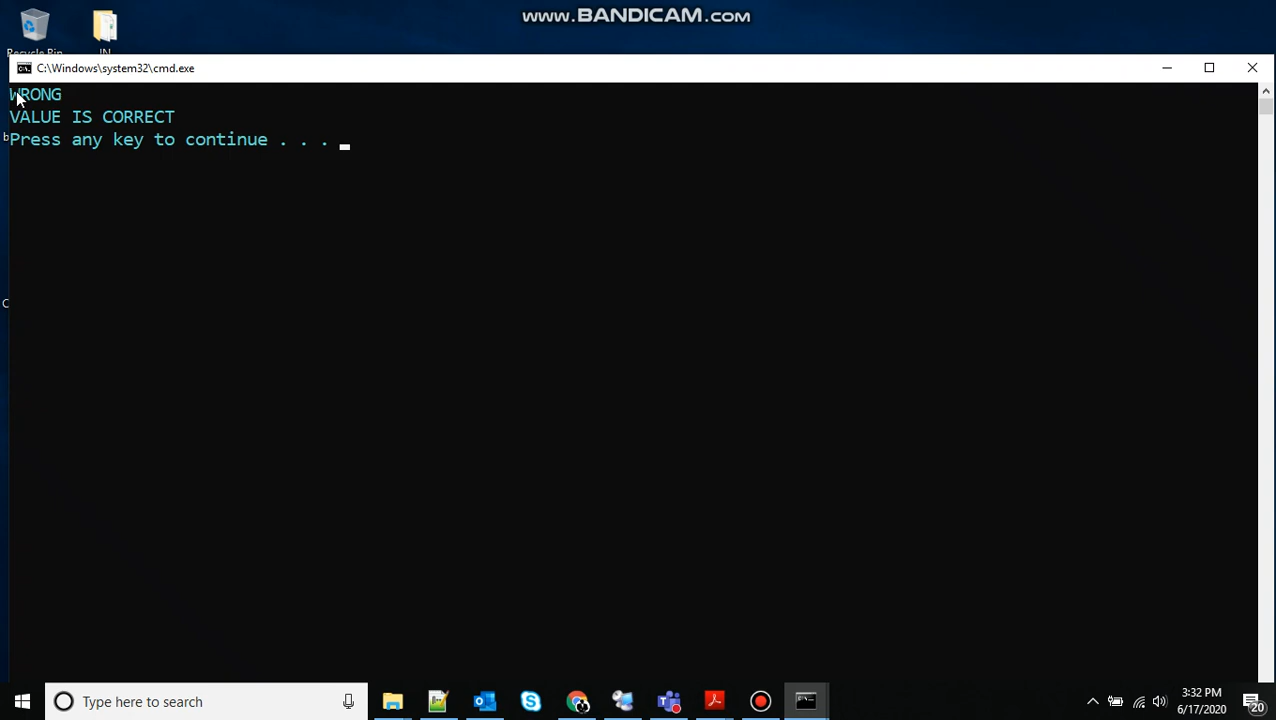 www.BANDICAM.com
Recycle Bin
IN
C:\Windows\system32\cmd.exe
WRONG
VALUE IS CORRECT
Press any key to continue . . .
Type here to search
3:32 PM
6/17/2020
20